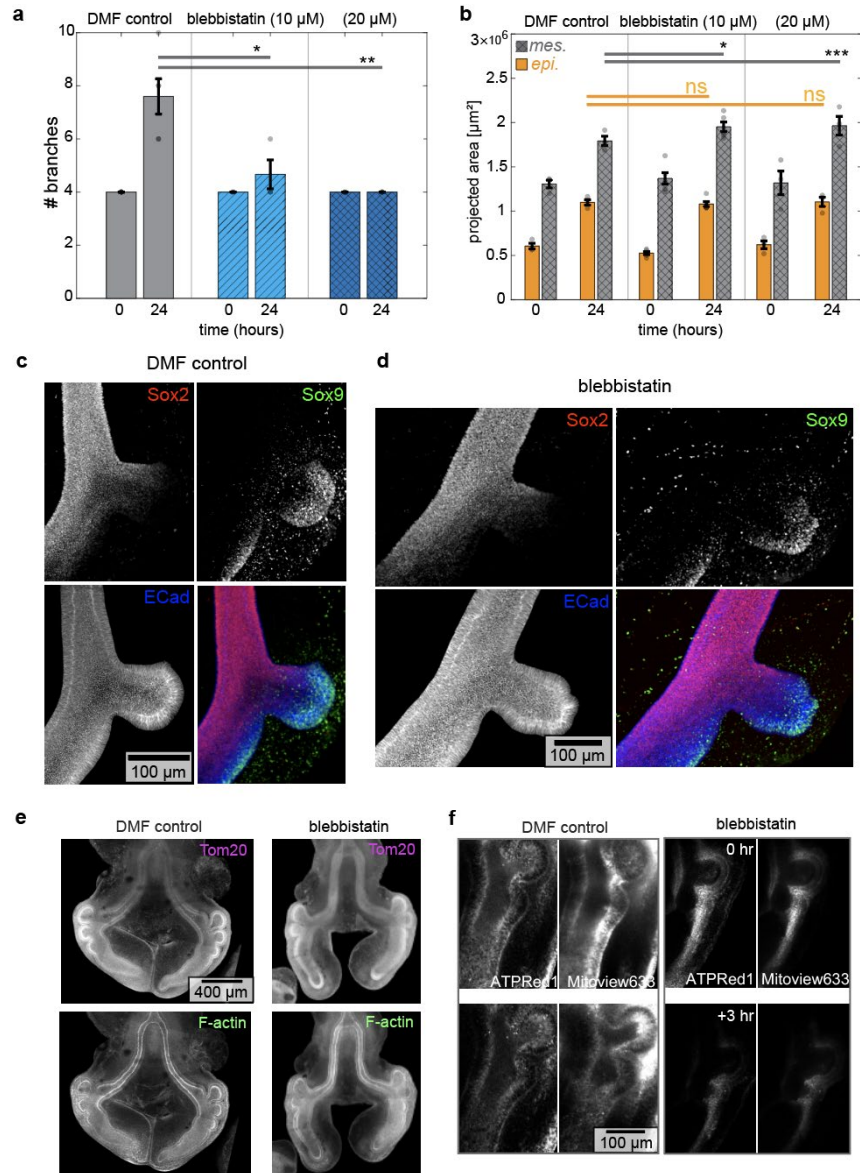 a
DMF control
blebbistatin (10 µM)
(20 µM)
10
8
6
4
2
0
# branches
*
**
0
24
0
24
0
24
time (hours)
b
DMF control
blebbistatin (10 µM)
(20 µM)
3×10⁶
2.5
2
1.5
1
0.5
0
projected area [µm²]
mes.
epi.
*
***
ns
ns
0
24
0
24
0
24
time (hours)
c
DMF control
Sox2
Sox9
ECad
100 µm
d
blebbistatin
Sox2
Sox9
ECad
100 µm
e
DMF control
blebbistatin
Tom20
Tom20
400 µm
F-actin
F-actin
f
DMF control
blebbistatin
0 hr
ATPRed1
Mitoview633
ATPRed1
Mitoview633
+3 hr
100 µm